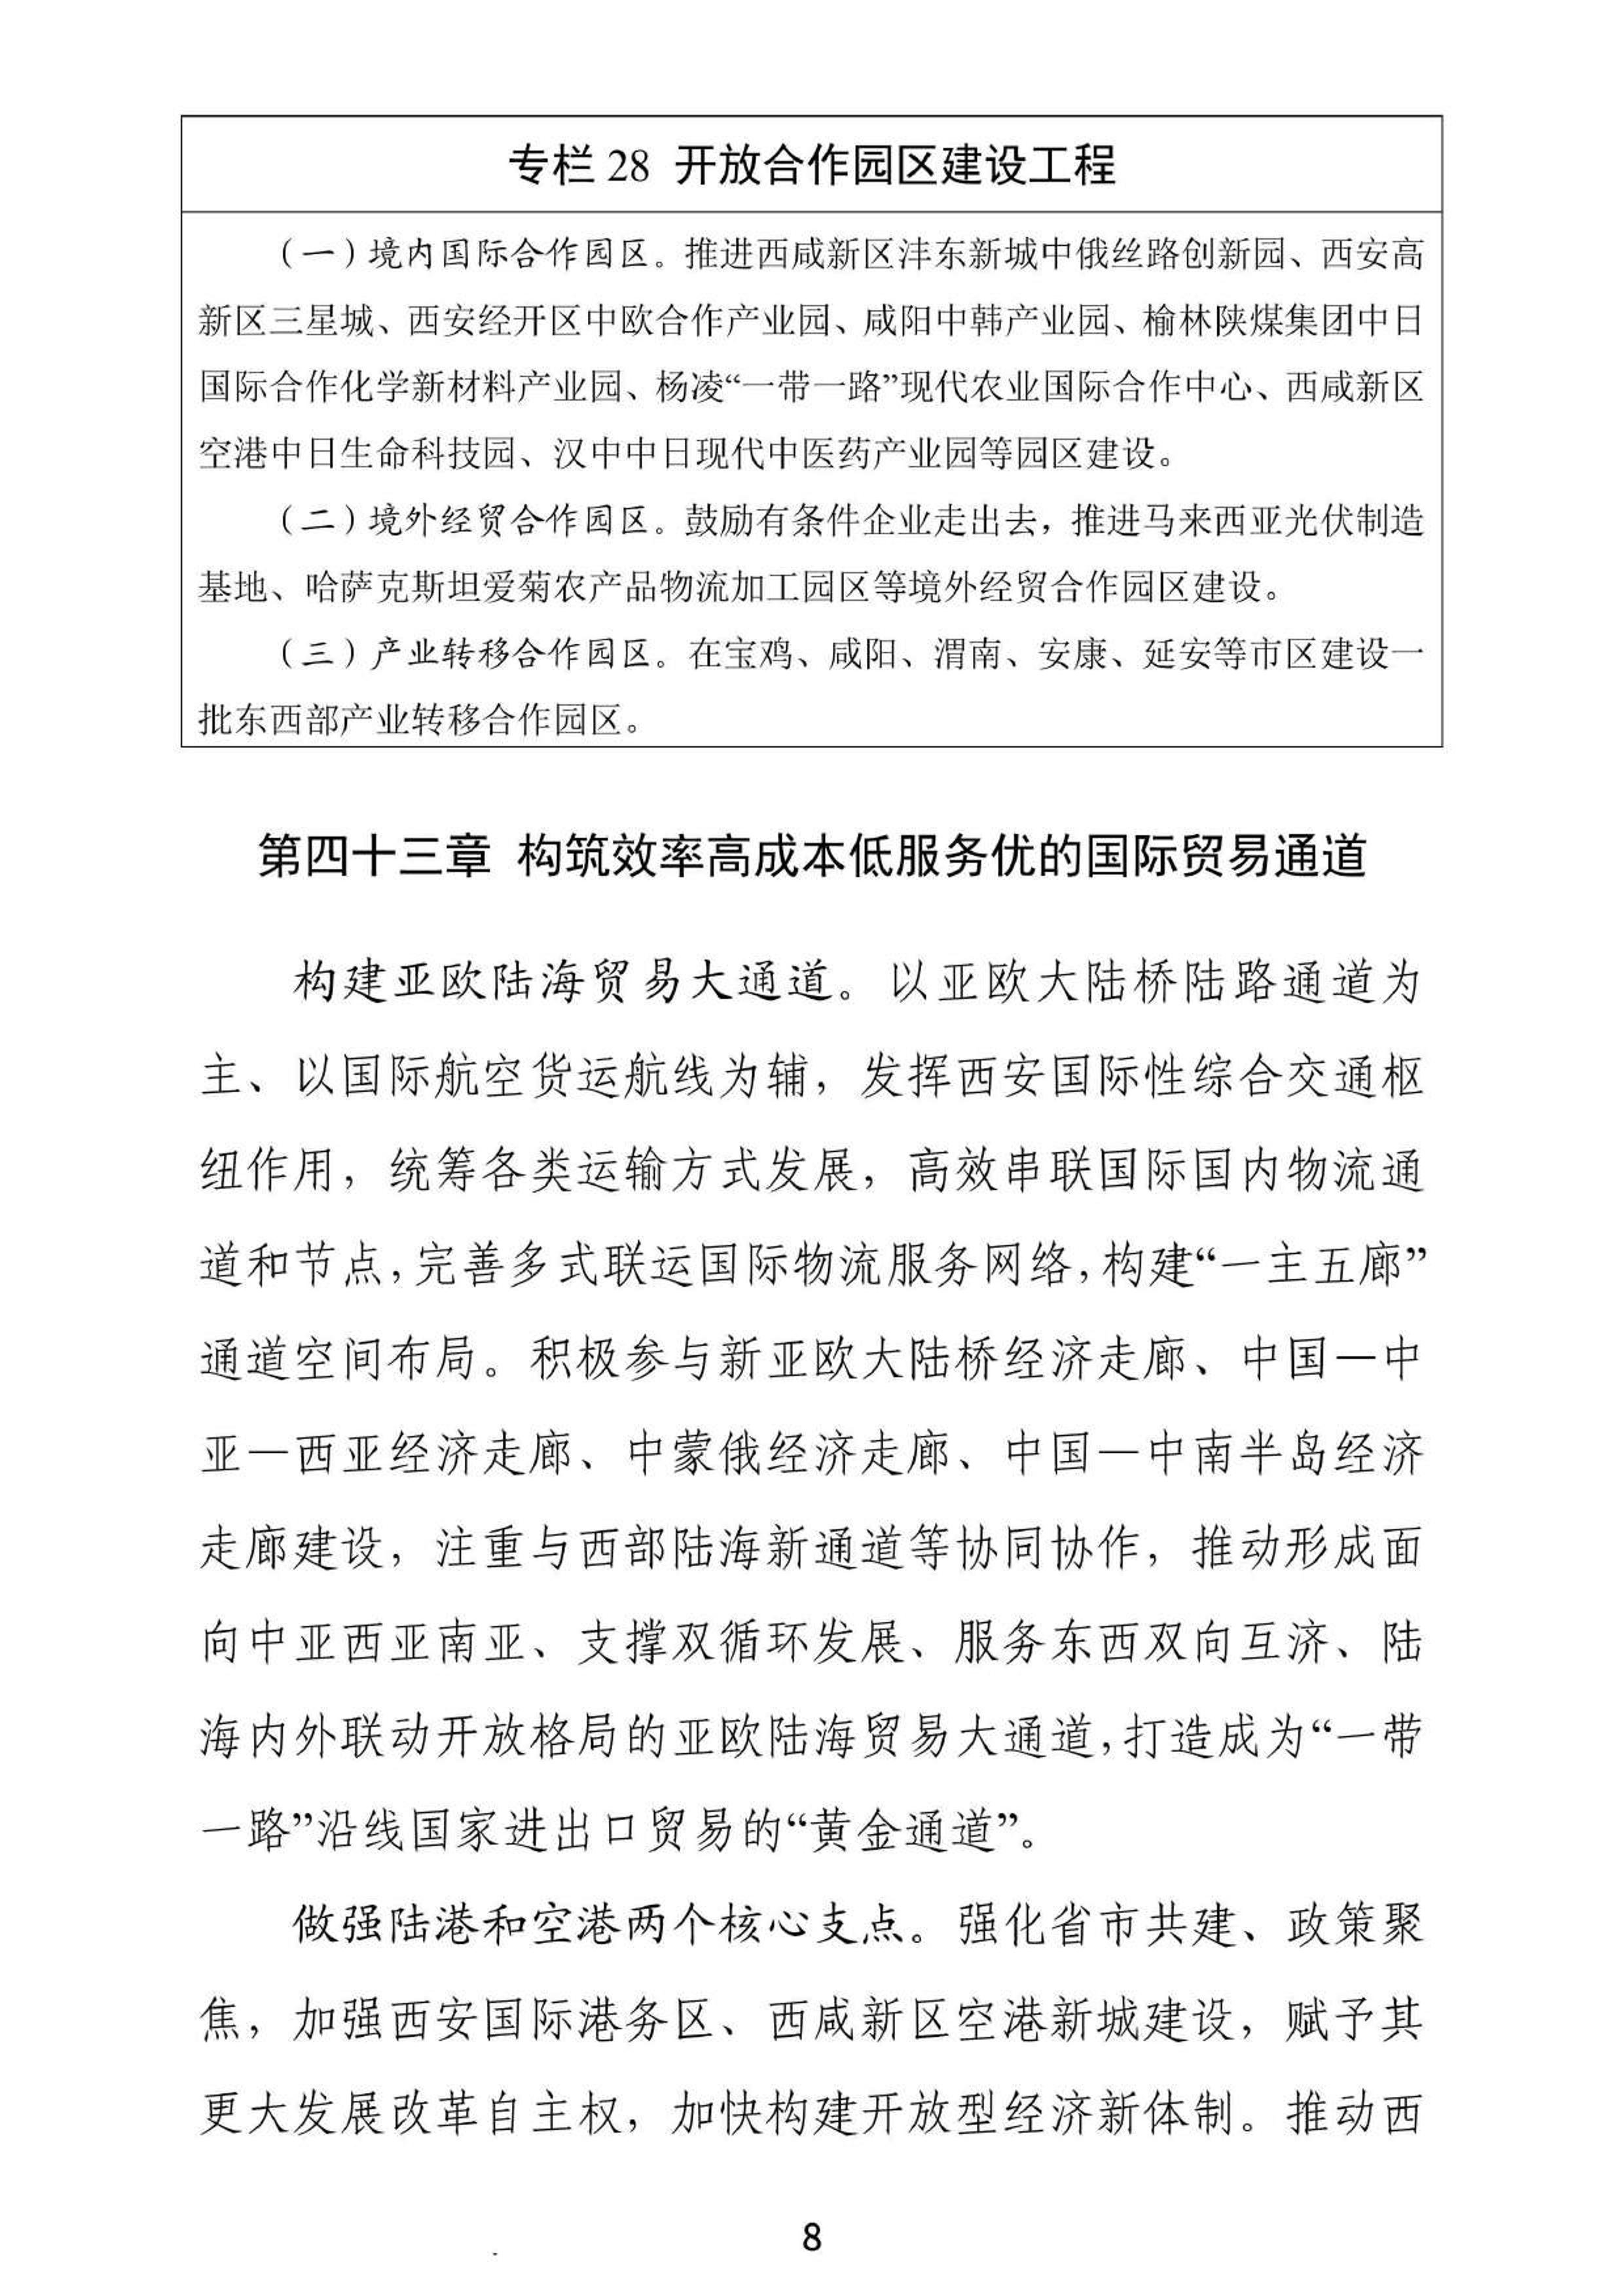 专栏 28 开放合作园区建设工程
（一）境内国际合作园区。推进西咸新区沣东新城中俄丝路创新园、西安高
新区三星城、西安经开区中欧合作产业园、咸阳中韩产业园、榆林陕煤集团中日
国际合作化学新材料产业园、杨凌“一带一路”现代农业国际合作中心、西咸新区
空港中日生命科技园、汉中中日现代中医药产业园等园区建设。
（二）境外经贸合作园区。鼓励有条件企业走出去，推进马来西亚光伏制造
基地、哈萨克斯坦爱菊农产品物流加工园区等境外经贸合作园区建设。
（三）产业转移合作园区。在宝鸡、咸阳、渭南、安康、延安等市区建设一
批东西部产业转移合作园区。
第四十三章 构筑效率高成本低服务优的国际贸易通道
构建亚欧陆海贸易大通道。以亚欧大陆桥陆路通道为
主、以国际航空货运航线为辅，发挥西安国际性综合交通枢
纽作用，统筹各类运输方式发展，高效串联国际国内物流通
道和节点，完善多式联运国际物流服务网络，构建“一主五廊”
通道空间布局。积极参与新亚欧大陆桥经济走廊、中国—中
亚—西亚经济走廊、中蒙俄经济走廊、中国—中南半岛经济
走廊建设，注重与西部陆海新通道等协同协作，推动形成面
向中亚西亚南亚、支撑双循环发展、服务东西双向互济、陆
海内外联动开放格局的亚欧陆海贸易大通道，打造成为“一带
一路”沿线国家进出口贸易的“黄金通道”。
做强陆港和空港两个核心支点。强化省市共建、政策聚
焦，加强西安国际港务区、西咸新区空港新城建设，赋予其
更大发展改革自主权，加快构建开放型经济新体制。推动西
8